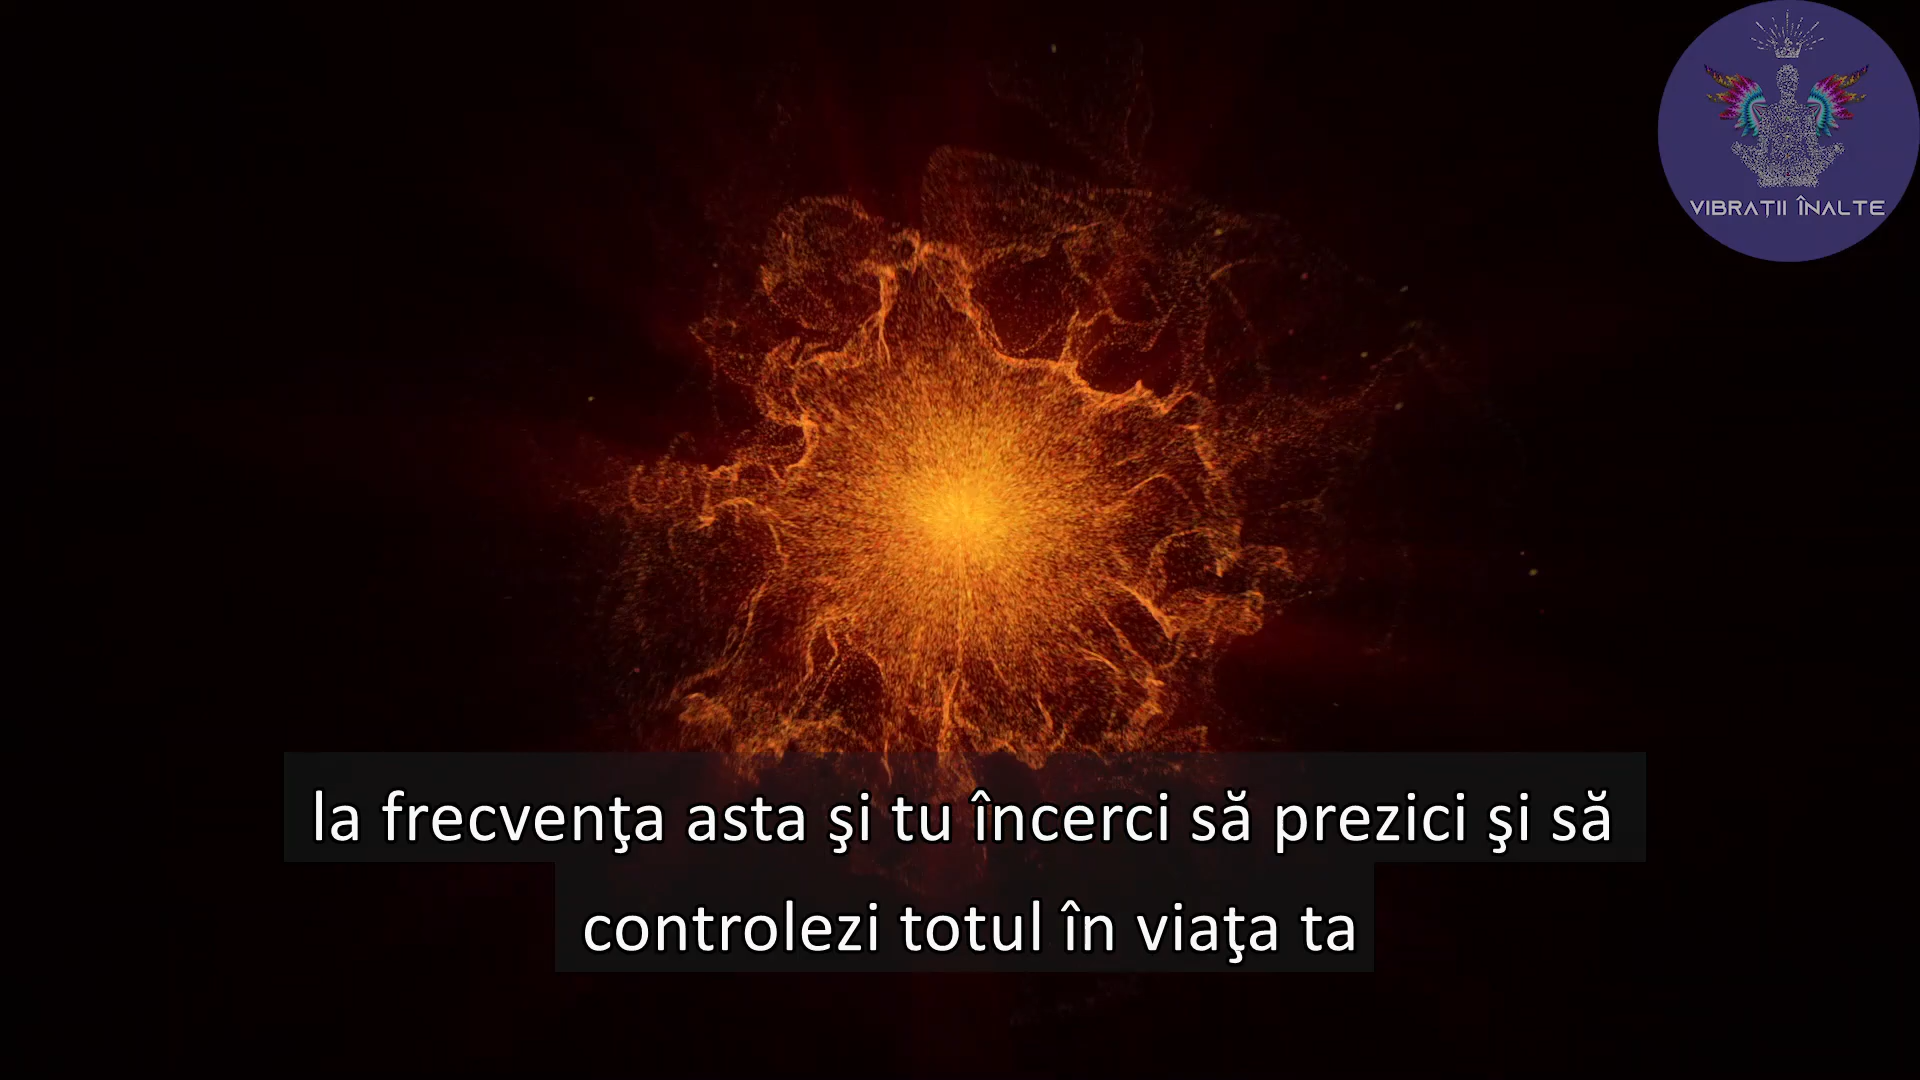 VIBRAȚII ÎNALTE
la frecvenţa asta şi tu încerci să prezici şi să
controlezi totul în viaţa ta